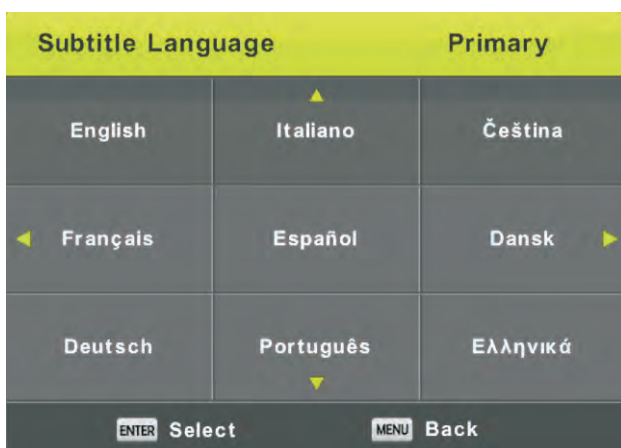 Subtitle Language Primary
English Italiano Čeština
Français Español Dansk
Deutsch Português Ελληνικά
ENTER Select MENU Back